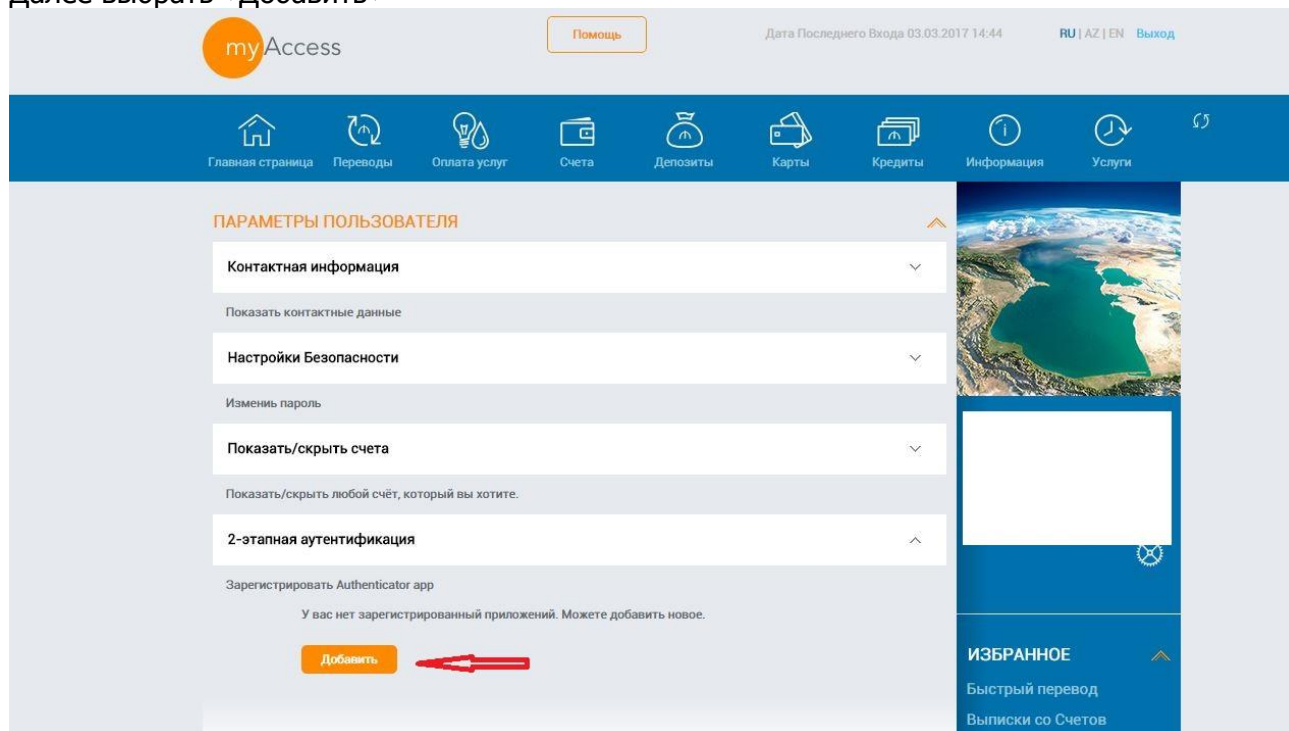 Далее выбрать «Добавить»
myAccess
Помощь
Дата Последнего Входа 03.03.2017 14:44
RU | AZ | EN Выход
Главная страница Переводы Оплата услуг Счета Депозиты Карты Кредиты Информация Услуги
ПАРАМЕТРЫ ПОЛЬЗОВАТЕЛЯ
Контактная информация
Показать контактные данные
Настройки Безопасности
Изменить пароль
Показать/скрыть счета
Показать/скрыть любой счёт, который вы хотите.
2-этапная аутентификация
Зарегистрировать Authenticator app
У вас нет зарегистрированный приложений. Можете добавить новое.
Добавить
ИЗБРАННОЕ
Быстрый перевод
Выписки со Счетов